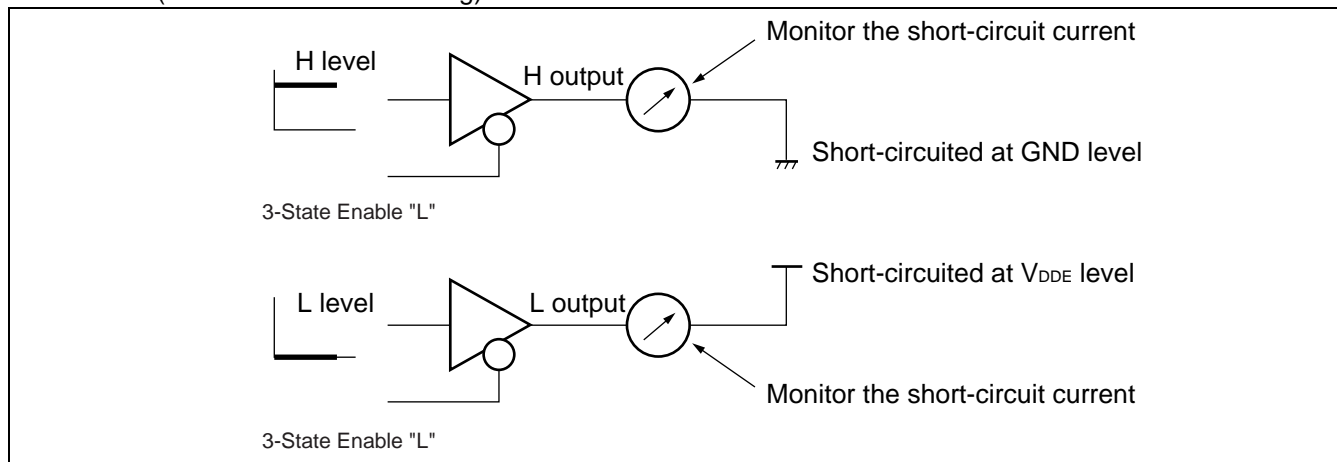 Monitor the short-circuit current
H level
H output
Short-circuited at GND level
3-State Enable "L"
Short-circuited at VDDE level
L level
L output
Monitor the short-circuit current
3-State Enable "L"